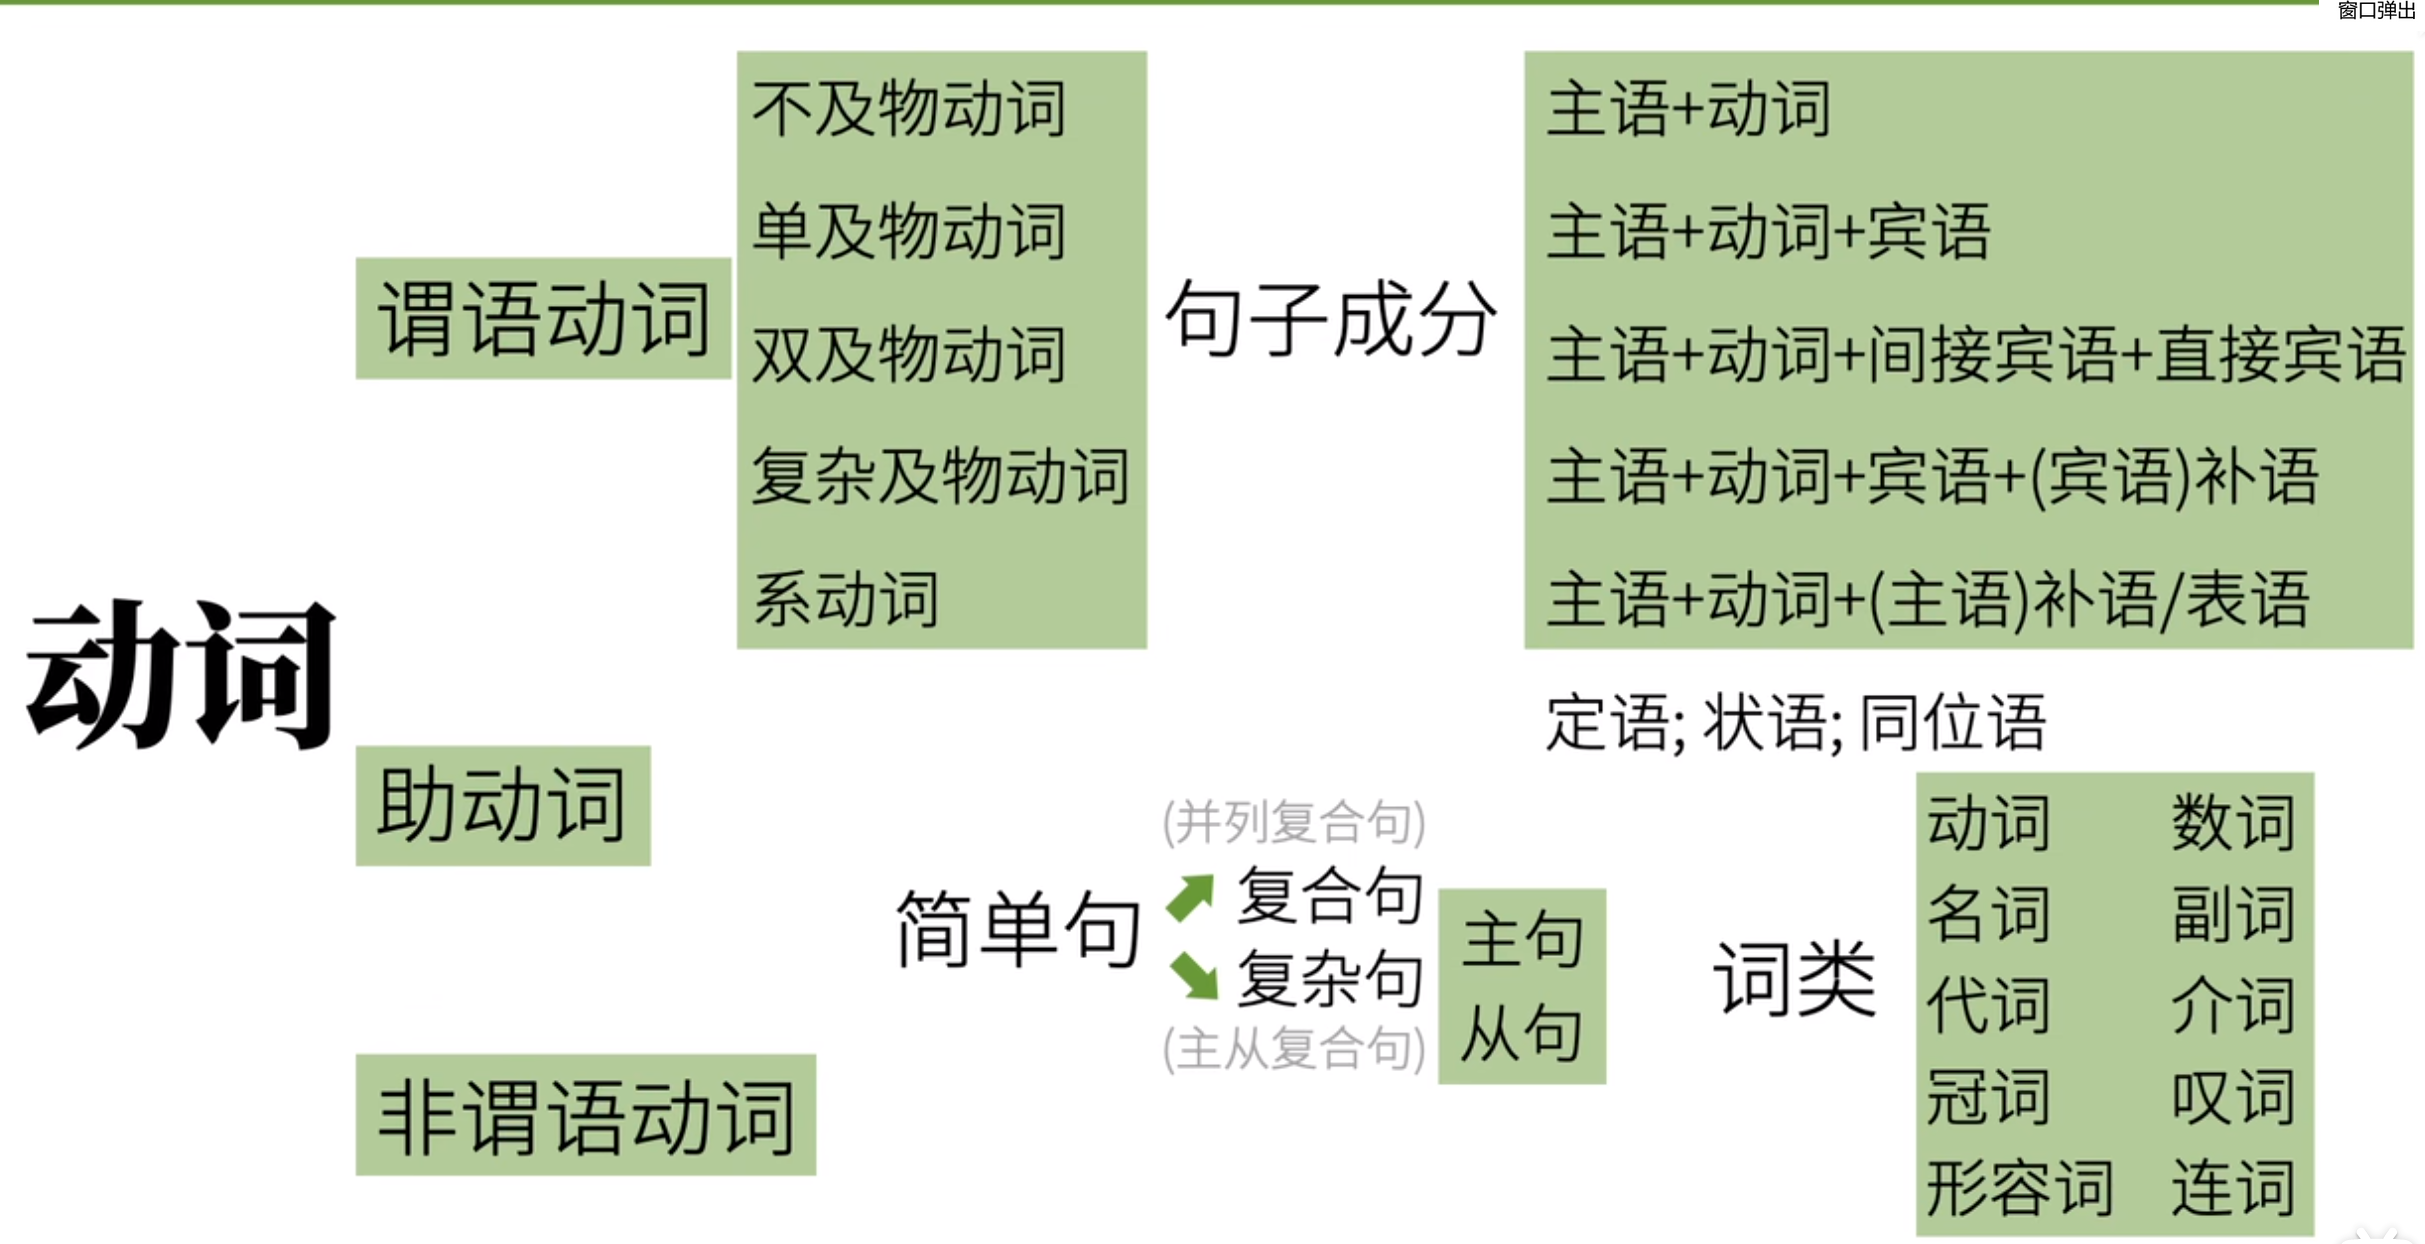 窗口弹出
动词
谓语动词
不及物动词
单及物动词
双及物动词
复杂及物动词
系动词
句子成分
主语+动词
主语+动词+宾语
主语+动词+间接宾语+直接宾语
主语+动词+宾语+(宾语)补语
主语+动词+(主语)补语/表语
定语; 状语; 同位语
助动词
非谓语动词
简单句
(并列复合句)
复合句
复杂句
(主从复合句)
主句
从句
词类
动词 数词
名词 副词
代词 介词
冠词 叹词
形容词 连词